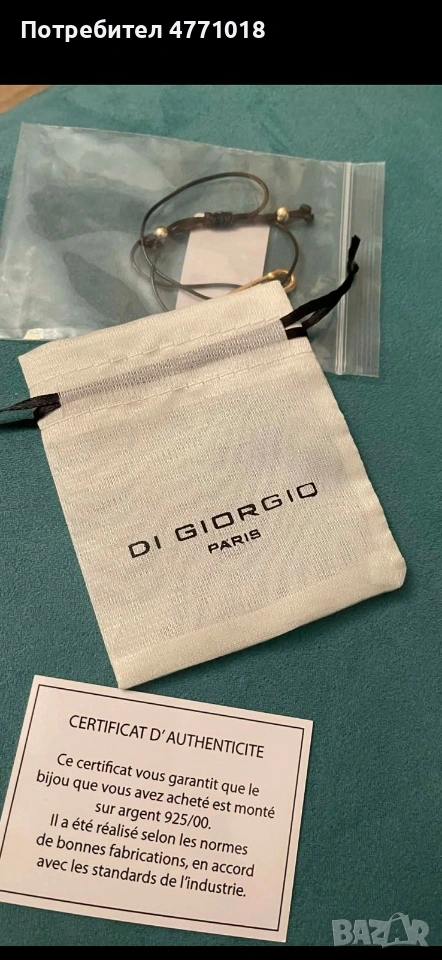 Потребител 4771018
DI GIORGIO
PARIS
CERTIFICAT D'AUTHENTICITE
Ce certificat vous garantit que le
bijou que vous avez acheté est monté
sur argent 925/00.
Il a été réalisé selon les normes
de bonnes fabrications, en accord
avec les standards de l'industrie.
BAZAR